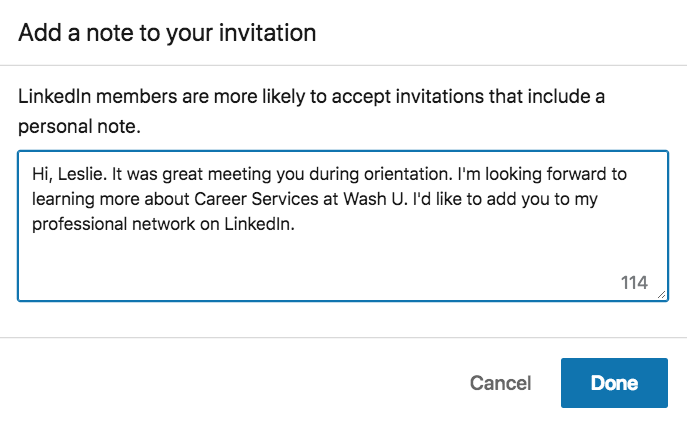 Add a note to your invitation
LinkedIn members are more likely to accept invitations that include a
personal note.
Hi, Leslie. It was great meeting you during orientation. I'm looking forward to
learning more about Career Services at Wash U. I'd like to add you to my
professional network on LinkedIn.
114
Cancel
Done